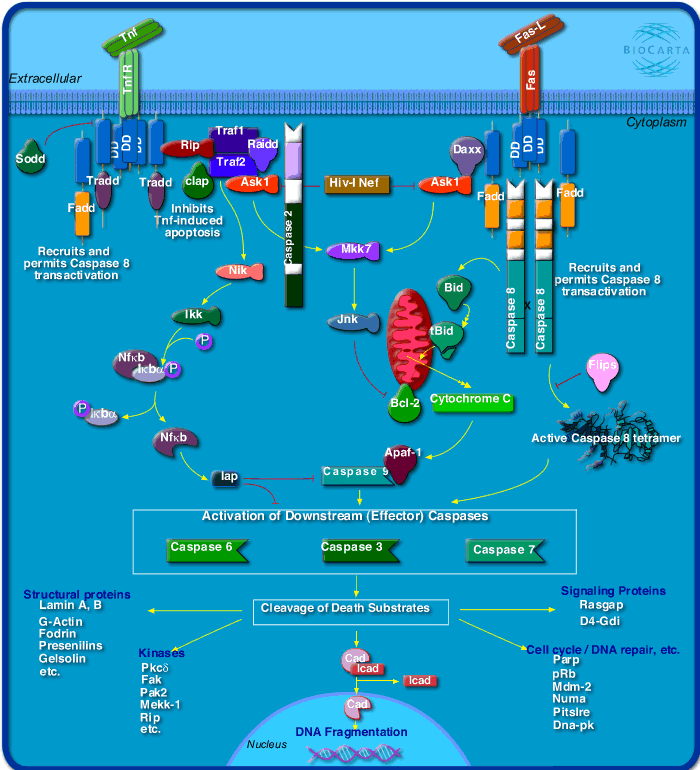 Tnf
Fas-L
BIOCARTA
Extracellular
Tnf R
Fas
Cytoplasm
Sodd
DD
DD
DD
Rip
Traf1
Traf2
Raidd
Daxx
DD
DD
DD
Tradd
Tradd
clap
Ask1
Hiv-I Nef
Ask1
Fadd
Fadd
Fadd
Inhibits
Tnf-induced
apoptosis
Caspase 2
Recruits and
permits Caspase 8
transactivation
Mkk7
Nik
Bid
Caspase 8
x
Caspase 8
Recruits and
permits Caspase 8
transactivation
Ikk
Jnk
tBid
P
Nfκb
Iκbα
P
Flips
P
Iκbα
Bcl-2
Cytochrome C
Nfκb
Active Caspase 8 tetramer
Apaf-1
Iap
Caspase 9
Activation of Downstream (Effector) Caspases
Caspase 6
Caspase 3
Caspase 7
Structural proteins
Lamin A, B
G-Actin
Fodrin
Presenilins
Gelsolin
etc.
Cleavage of Death Substrates
Signaling Proteins
Rasgap
D4-Gdi
Kinases
Pkcδ
Fak
Pak2
Mekk-1
Rip
etc.
Cad
Icad
Icad
Cad
Cell cycle / DNA repair, etc.
Parp
pRb
Mdm-2
Numa
Pitslre
Dna-pk
DNA Fragmentation
Nucleus